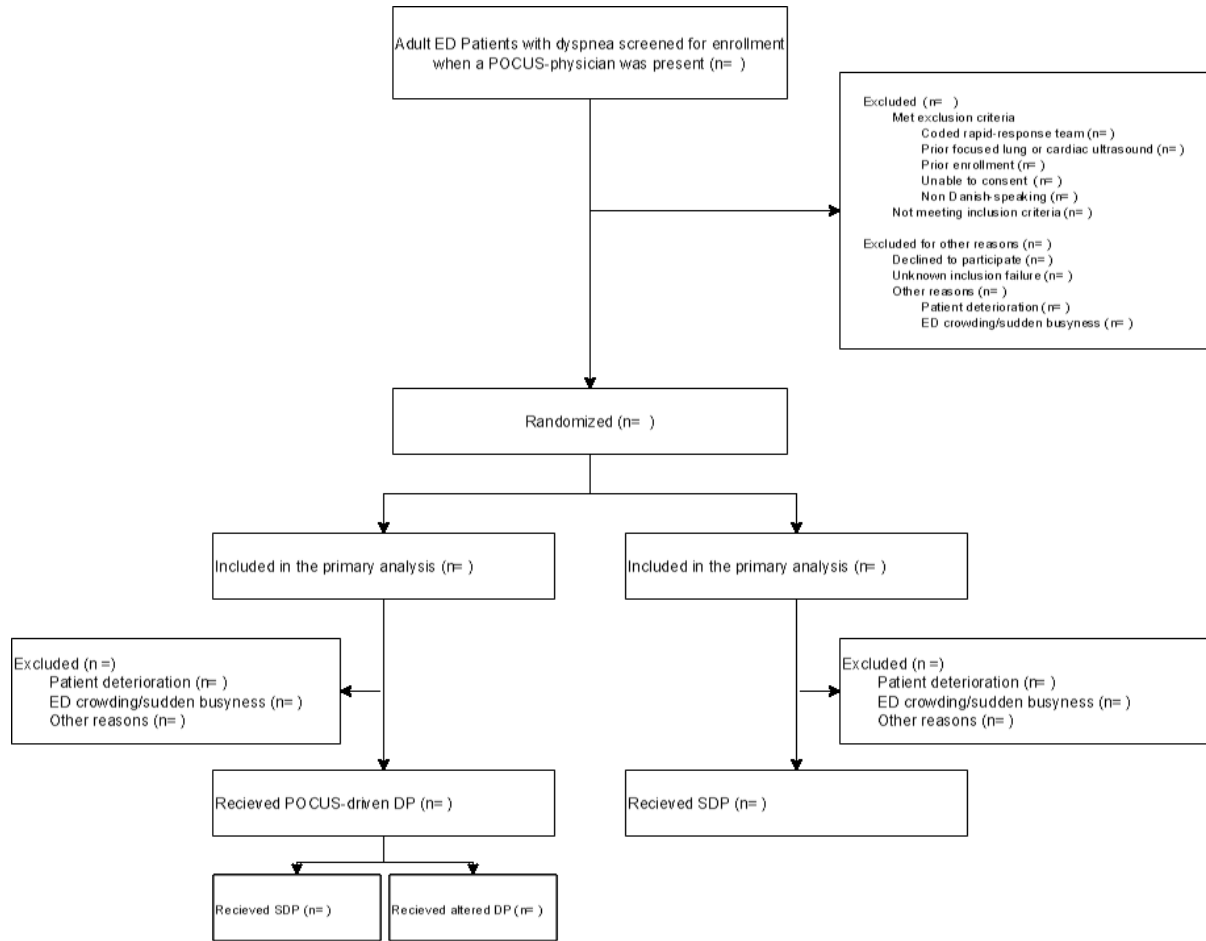 Adult ED Patients with dyspnea screened for enrollment
when a POCUS-physician was present (n= )
Excluded (n= )
Met exclusion criteria
Coded rapid-response team (n= )
Prior focused lung or cardiac ultrasound (n= )
Prior enrollment (n= )
Unable to consent (n= )
Non Danish-speaking (n= )
Not meeting inclusion criteria (n= )
Excluded for other reasons (n= )
Declined to participate (n= )
Unknown inclusion failure (n= )
Other reasons (n= )
Patient deterioration (n= )
ED crowding/sudden busyness (n= )
Randomized (n= )
Included in the primary analysis (n= )
Included in the primary analysis (n= )
Excluded (n =)
Patient deterioration (n= )
ED crowding/sudden busyness (n= )
Other reasons (n= )
Excluded (n =)
Patient deterioration (n= )
ED crowding/sudden busyness (n= )
Other reasons (n= )
Recieved POCUS-driven DP (n= )
Recieved SDP (n= )
Recieved SDP (n= )
Recieved altered DP (n= )